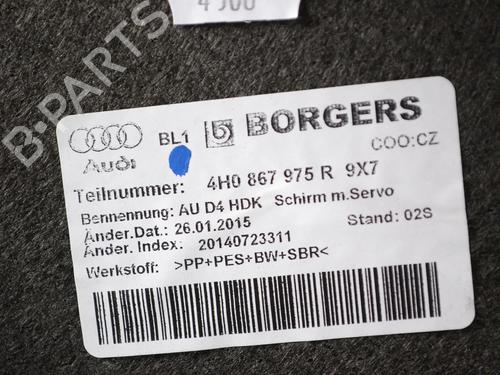 4500
B-PARTS
BL1 BORGERS
Audi COO:CZ
Teilnummer: 4H0 867 975 R 9X7
Bennennung: AU D4 HDK Schirm m.Servo
Änder.Dat.: 26.01.2015 Stand: 02S
Änder. Index: 20140723311
Werkstoff: >PP+PES+BW+SBR<